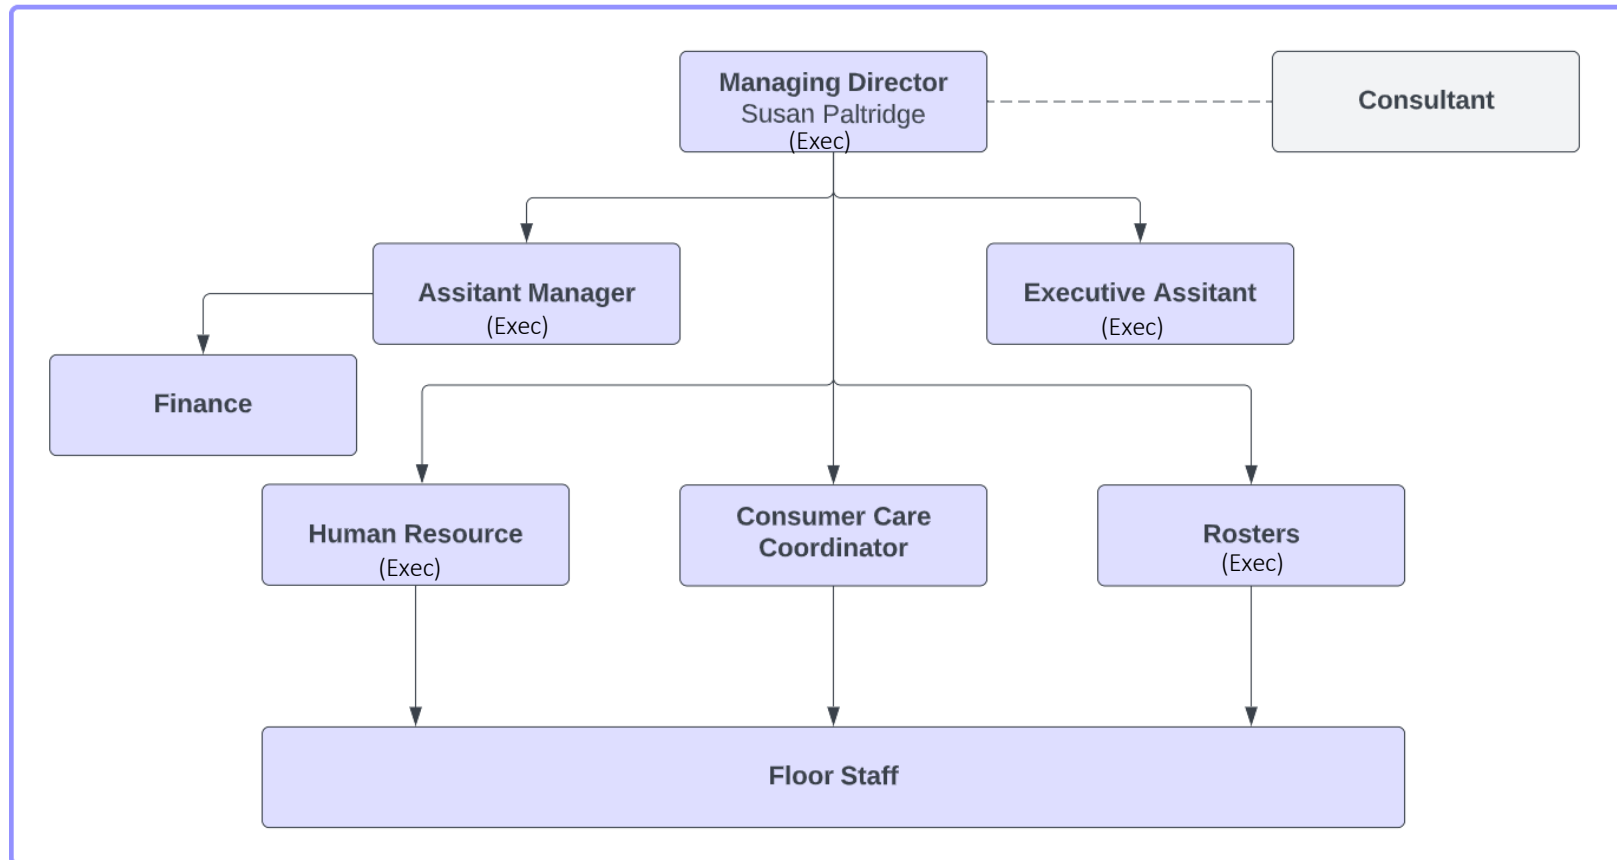 Managing Director
Susan Paltridge
(Exec)
Consultant
Assitant Manager
(Exec)
Executive Assitant
(Exec)
Finance
Human Resource
(Exec)
Consumer Care
Coordinator
Rosters
(Exec)
Floor Staff